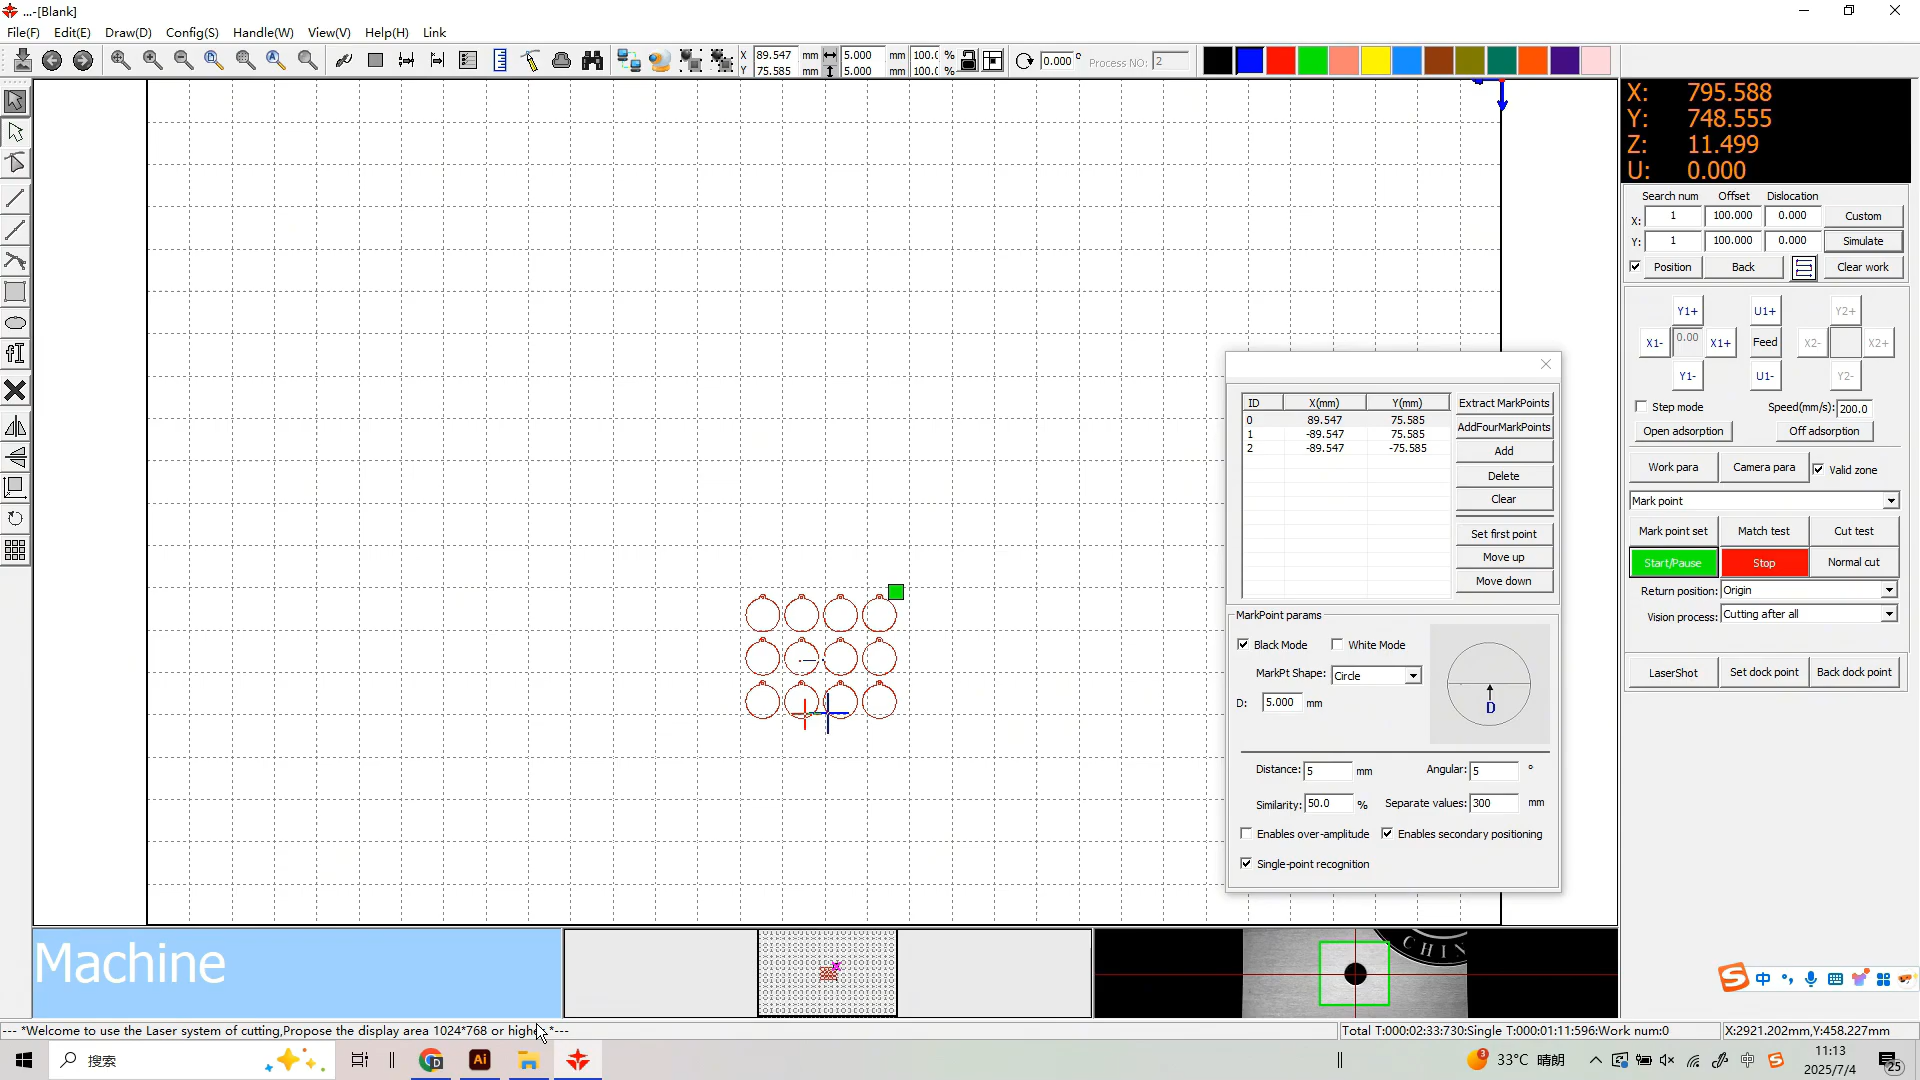 ...-[Blank]
File(F) Edit(E) Draw(D) Config(S) Handle(W) View(V) Help(H) Link
X 89.547 mm 5.000 mm 100.0 %
Y 75.585 mm 5.000 mm 100.0 %
0.000 Process NO: 2
X: 795.588
Y: 748.555
Z: 11.499
U: 0.000
Search num Offset Dislocation
X: 1 100.000 0.000 Custom
Y: 1 100.000 0.000 Simulate
Position Back Clear work
Y1+ U1+ Y2+
X1- 0.00 X1+ Feed X2- X2+
Y1- U1- Y2-
Step mode Speed(mm/s): 200.0
Open adsorption Off adsorption
Work para Camera para Valid zone
Mark point
Mark point set Match test Cut test
Start/Pause Stop Normal cut
Return position: Origin
Vision process: Cutting after all
LaserShot Set dock point Back dock point
ID X(mm) Y(mm)
0 89.547 75.585
1 -89.547 75.585
2 -89.547 -75.585
Extract MarkPoints
AddFourMarkPoints
Add
Delete
Clear
Set first point
Move up
Move down
MarkPoint params
Black Mode White Mode
MarkPt Shape: Circle
D: 5.000 mm
D
Distance: 5 mm Angular: 5 °
Similarity: 50.0 % Separate values: 300 mm
Enables over-amplitude Enables secondary positioning
Single-point recognition
Machine
CHIN
中
--- *Welcome to use the Laser system of cutting,Propose the display area 1024*768 or higher.*---
Total T:000:02:33:730:Single T:000:01:11:596:Work num:0
X:2921.202mm,Y:458.227mm
搜索
Ai
3
33°C 晴朗
中
11:13
2025/7/4
25